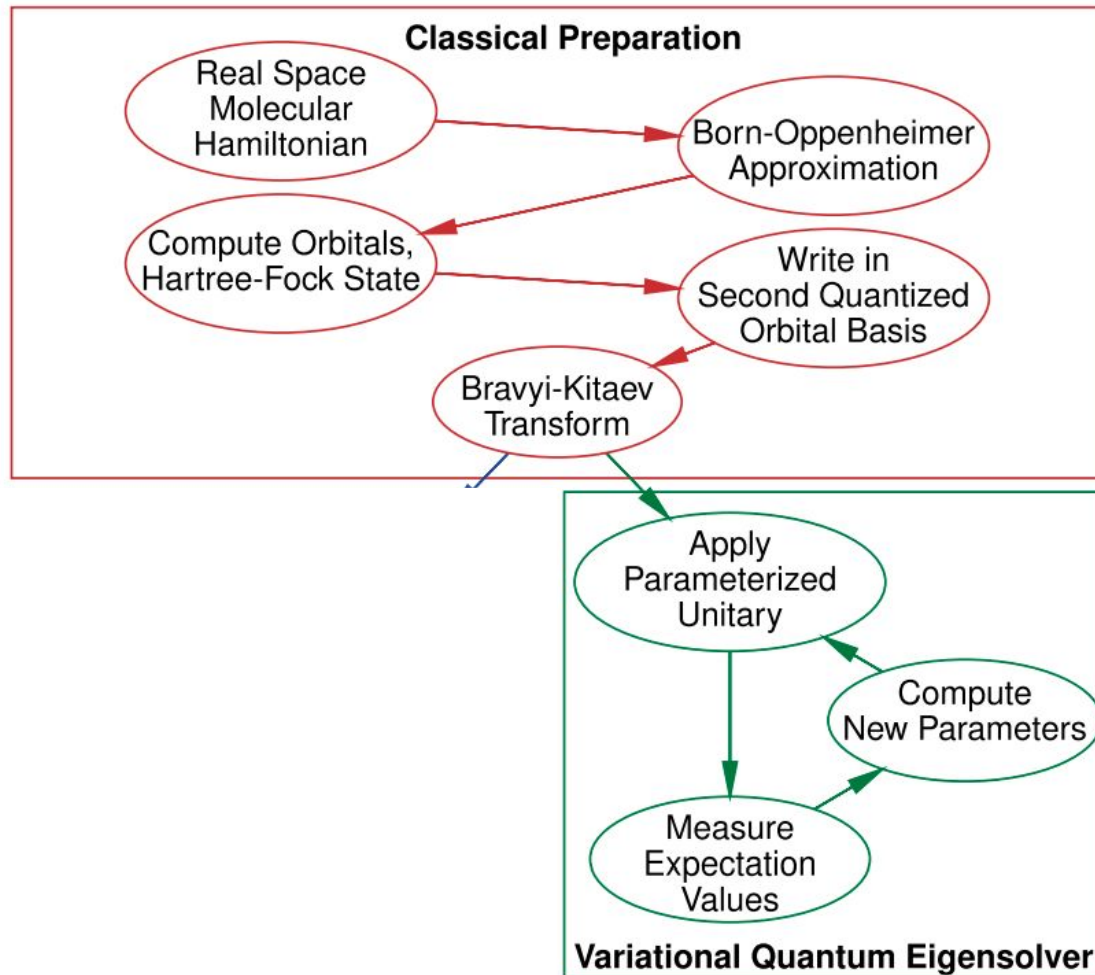 Classical Preparation
Real Space
Molecular
Hamiltonian
Born-Oppenheimer
Approximation
Compute Orbitals,
Hartree-Fock State
Write in
Second Quantized
Orbital Basis
Bravyi-Kitaev
Transform
Apply
Parameterized
Unitary
Compute
New Parameters
Measure
Expectation
Values
Variational Quantum Eigensolver